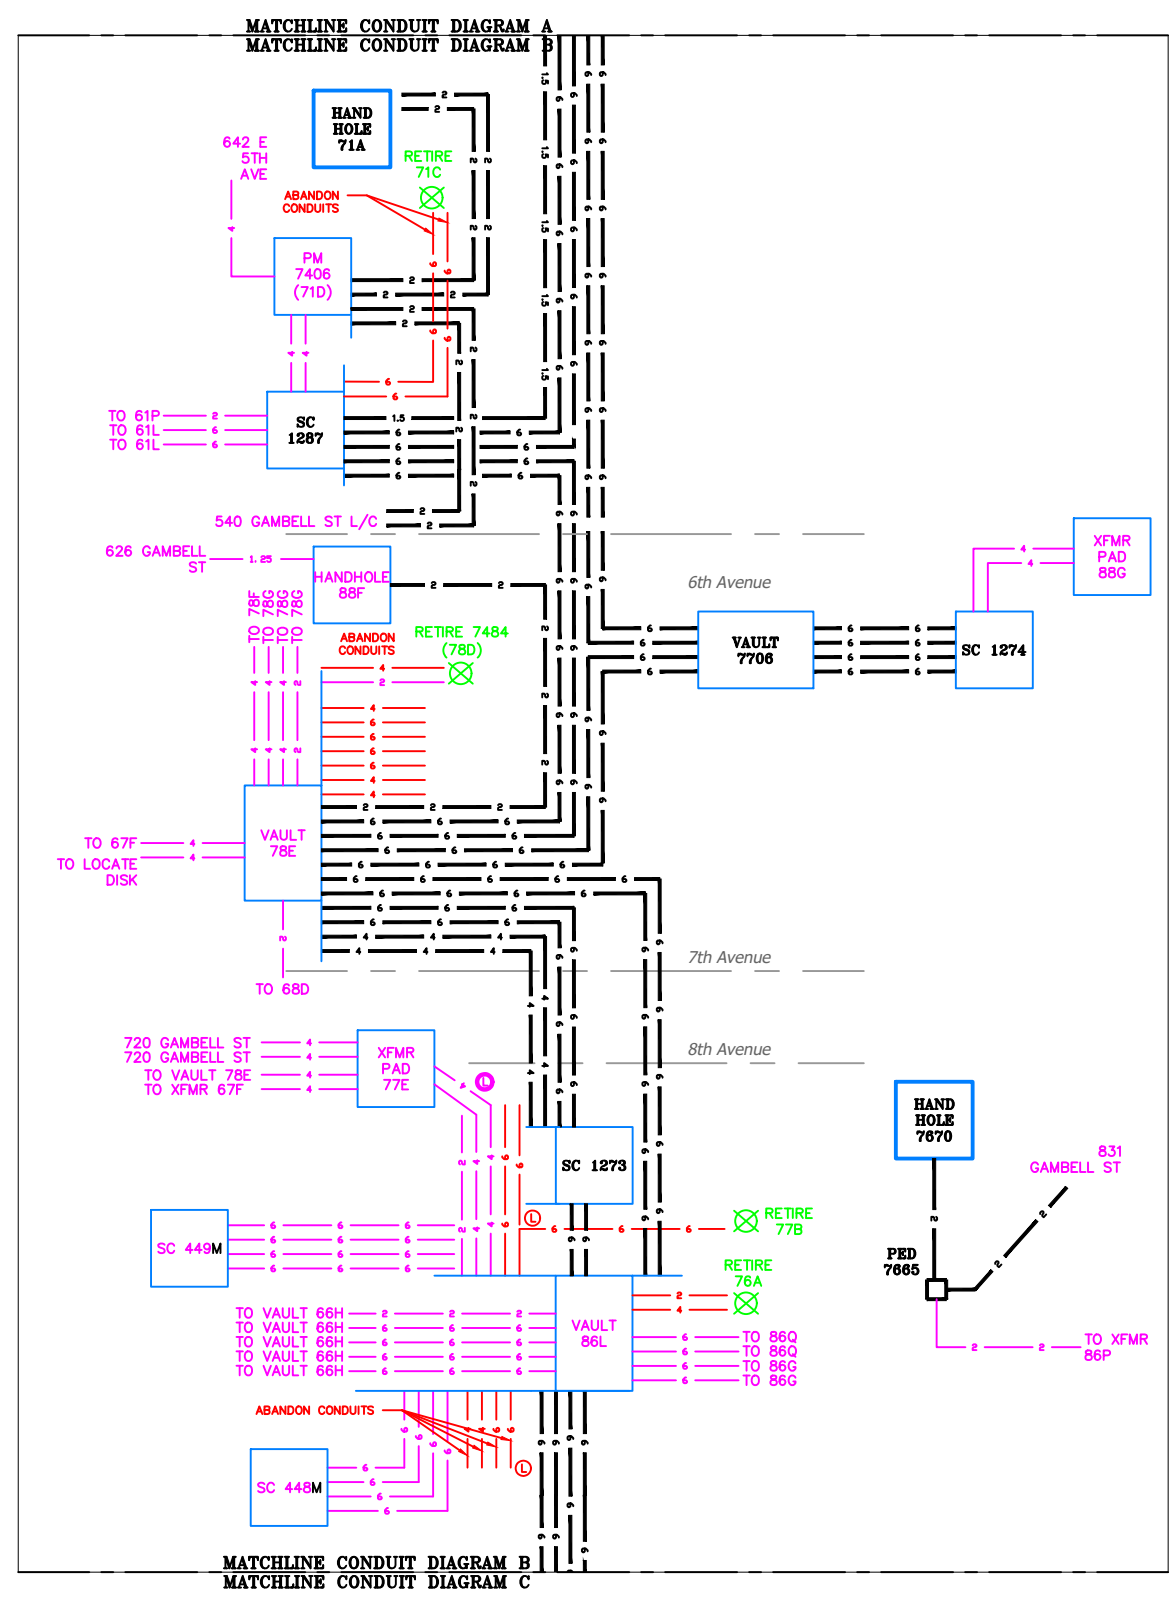 MATCHLINE CONDUIT DIAGRAM A
MATCHLINE CONDUIT DIAGRAM B
HAND
HOLE
71A
642 E
5TH
AVE
RETIRE
71C
ABANDON
CONDUITS
PM
7406
(71D)
TO 61P
TO 61L
TO 61L
SC
1287
1.5
540 GAMBELL ST L/C
626 GAMBELL
ST
1.25
HANDHOLE
88F
6th Avenue
XFMR
PAD
88G
TO 78F
TO 78G
TO 78G
TO 78G
ABANDON
CONDUITS
RETIRE 7484
(78D)
VAULT
7706
SC 1274
VAULT
78E
TO 67F
TO LOCATE
DISK
TO 68D
7th Avenue
8th Avenue
720 GAMBELL ST
720 GAMBELL ST
TO VAULT 78E
TO XFMR 67F
XFMR
PAD
77E
L
HAND
HOLE
7670
831
GAMBELL ST
SC 1273
SC 449M
L
RETIRE
77B
RETIRE
76A
PED
7665
TO VAULT 66H
TO VAULT 66H
TO VAULT 66H
TO VAULT 66H
TO VAULT 66H
VAULT
86L
TO 86Q
TO 86Q
TO 86G
TO 86G
TO XFMR
86P
ABANDON CONDUITS
L
SC 448M
MATCHLINE CONDUIT DIAGRAM B
MATCHLINE CONDUIT DIAGRAM C